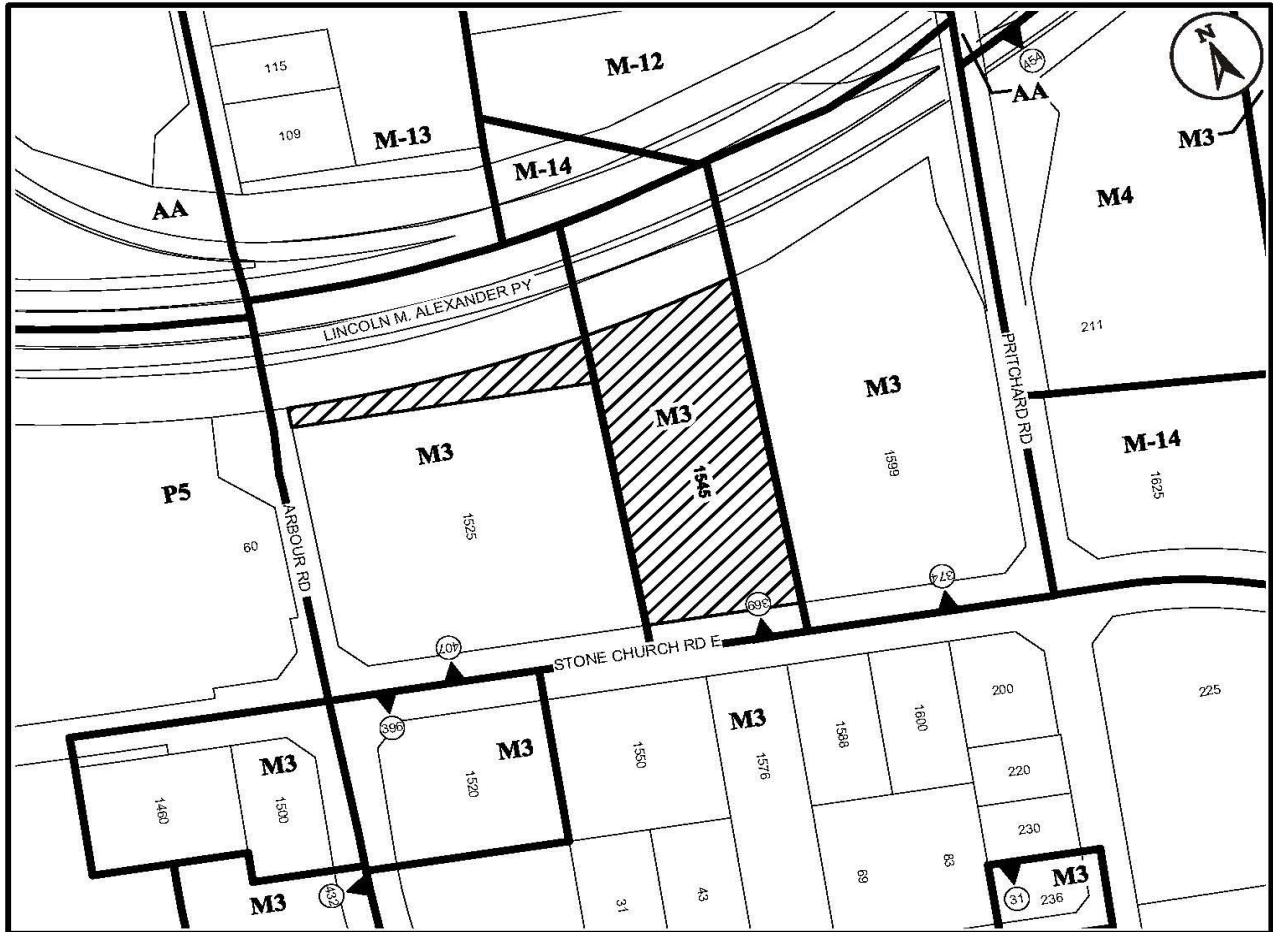 115
M-12
N
454
AA
109
M-13
M3
M-14
AA
M4
LINCOLN M. ALEXANDER PY
211
PRITCHARD RD
M3
M3
M3
M-14
P5
1545
1599
1625
1525
60
ARBOUR RD
374
369
407
STONE CHURCH RD E
396
M3
M3
M3
1550
1576
1588
1600
200
225
1460
1500
1520
220
230
M3
432
31
43
69
83
M3
31
236